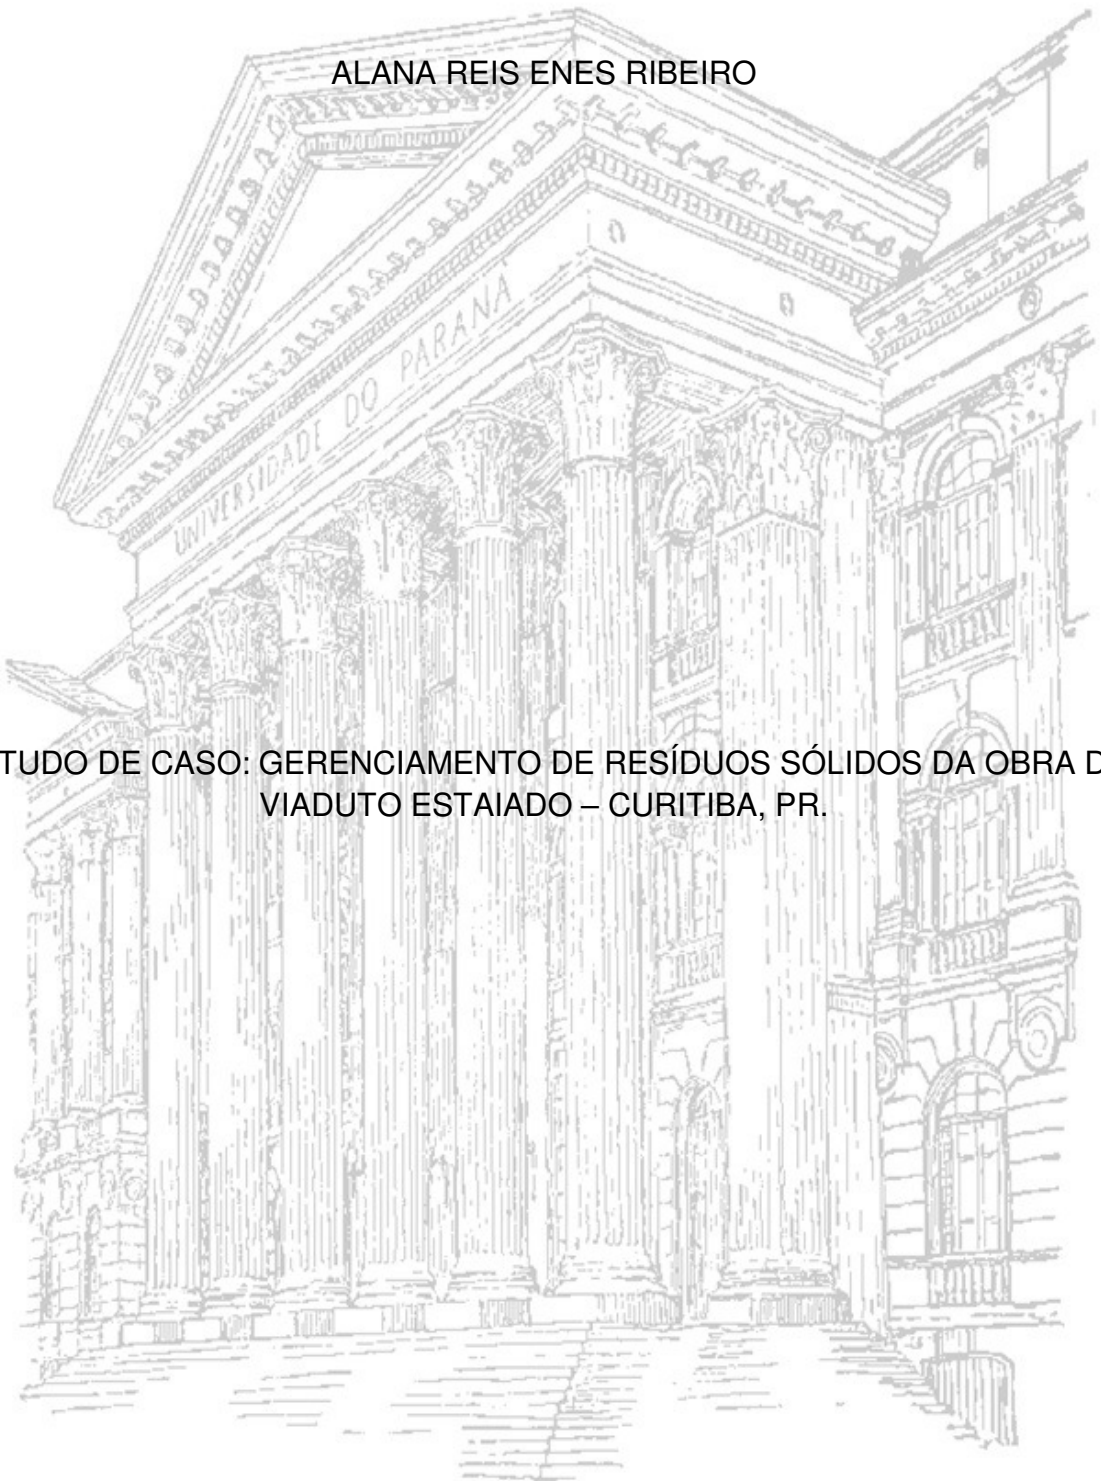 ALANA REIS ENES RIBEIRO
UNIVERSIDADE DO PARANA
TUDO DE CASO: GERENCIAMENTO DE RESÍDUOS SÓLIDOS DA OBRA D
VIADUTO ESTAIADO – CURITIBA, PR.